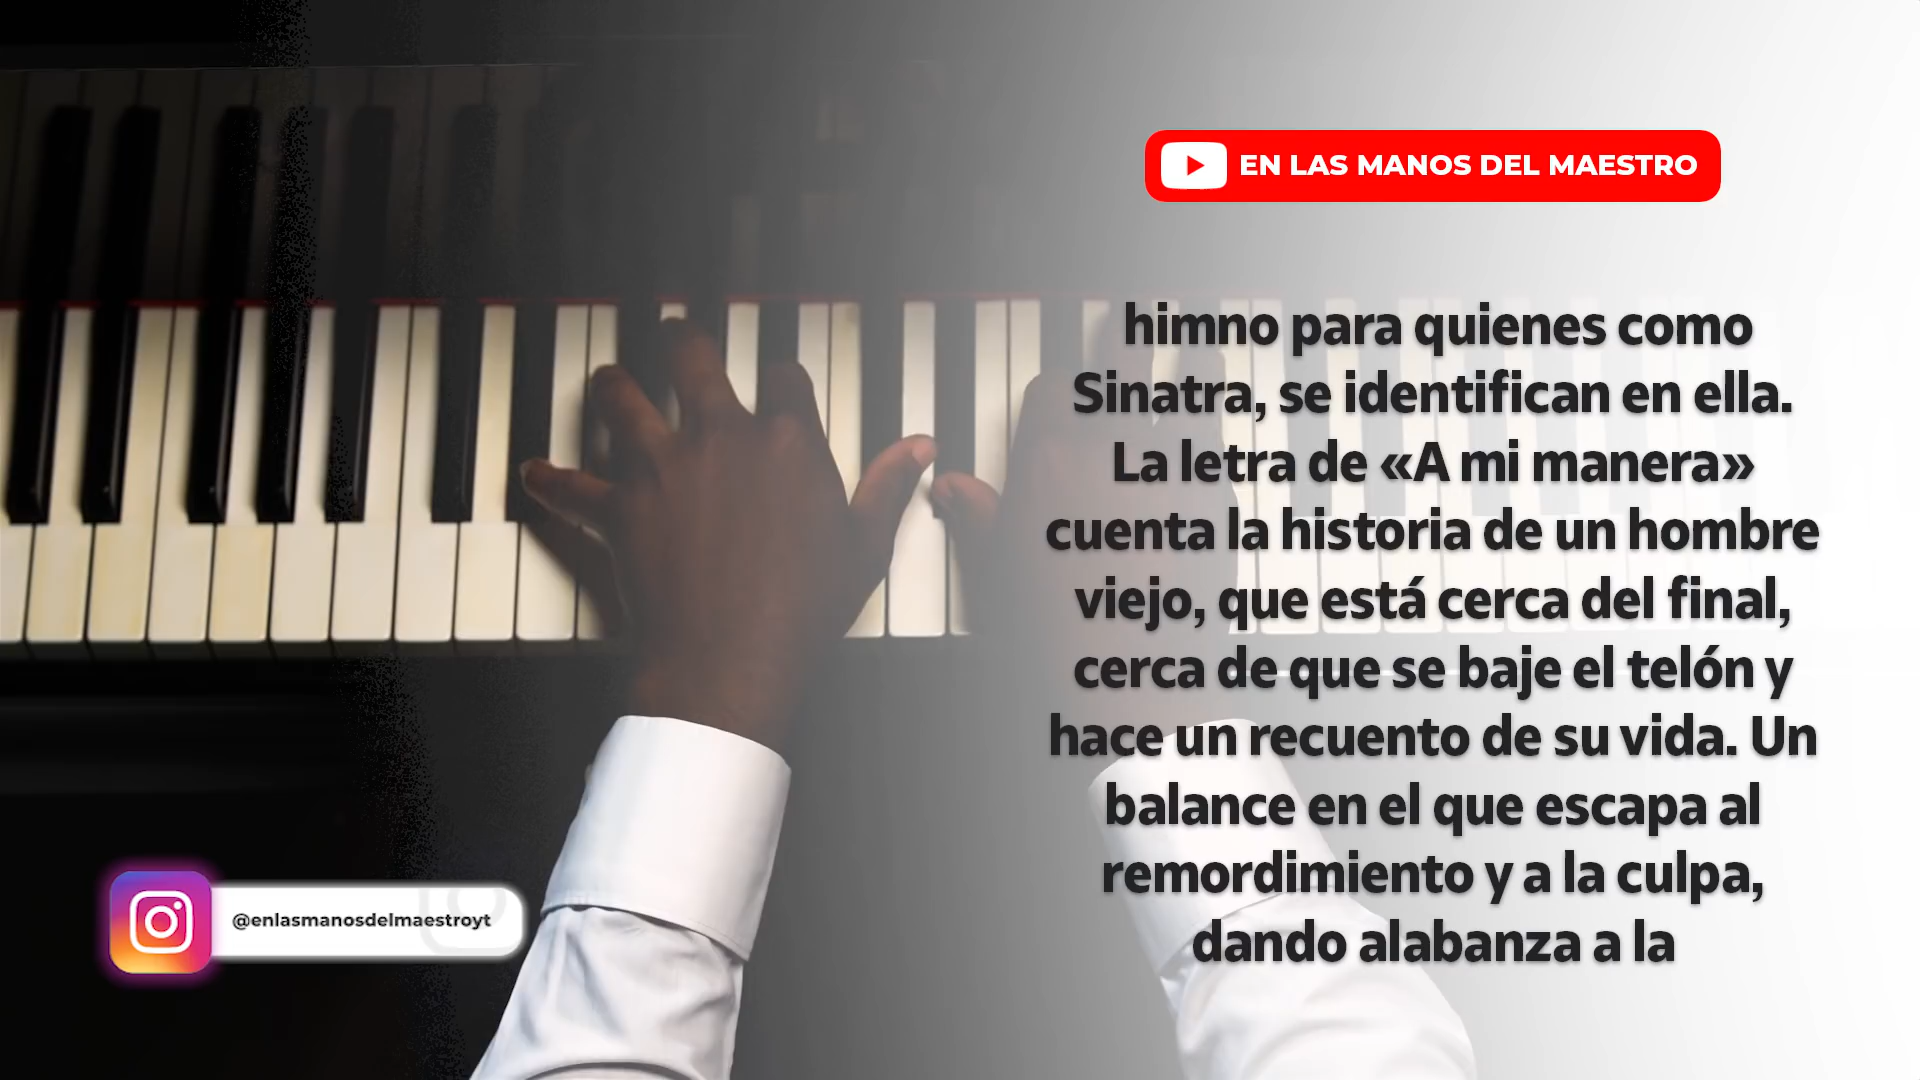 EN LAS MANOS DEL MAESTRO
himno para quienes como
Sinatra, se identifican en ella.
La letra de «A mi manera»
cuenta la historia de un hombre
viejo, que está cerca del final,
cerca de que se baje el telón y
hace un recuento de su vida. Un
balance en el que escapa al
remordimiento y a la culpa,
dando alabanza a la
@enlasmanosdelmaestroyt